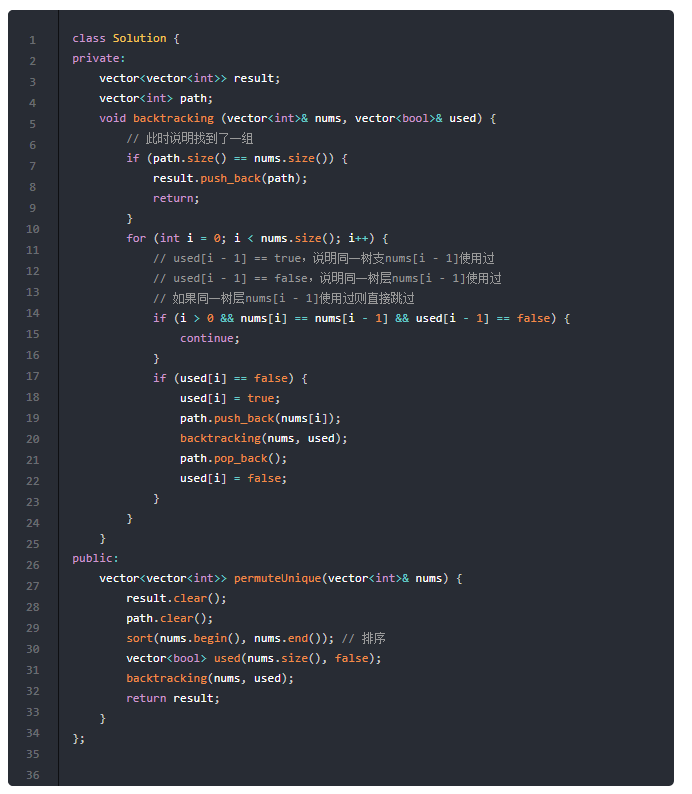 1 class Solution {
2 private:
3     vector<vector<int>> result;
4     vector<int> path;
5     void backtracking (vector<int>& nums, vector<bool>& used) {
6         // 此时说明找到了一组
7         if (path.size() == nums.size()) {
8             result.push_back(path);
9             return;
10         }
11         for (int i = 0; i < nums.size(); i++) {
12             // used[i - 1] == true，说明同一树支nums[i - 1]使用过
13             // used[i - 1] == false，说明同一树层nums[i - 1]使用过
14             // 如果同一树层nums[i - 1]使用过则直接跳过
15             if (i > 0 && nums[i] == nums[i - 1] && used[i - 1] == false) {
16                 continue;
17             }
18             if (used[i] == false) {
19                 used[i] = true;
20                 path.push_back(nums[i]);
21                 backtracking(nums, used);
22                 path.pop_back();
23                 used[i] = false;
24             }
25         }
26     }
27 public:
28     vector<vector<int>> permuteUnique(vector<int>& nums) {
29         result.clear();
30         path.clear();
31         sort(nums.begin(), nums.end()); // 排序
32         vector<bool> used(nums.size(), false);
33         backtracking(nums, used);
34         return result;
35     }
36 };